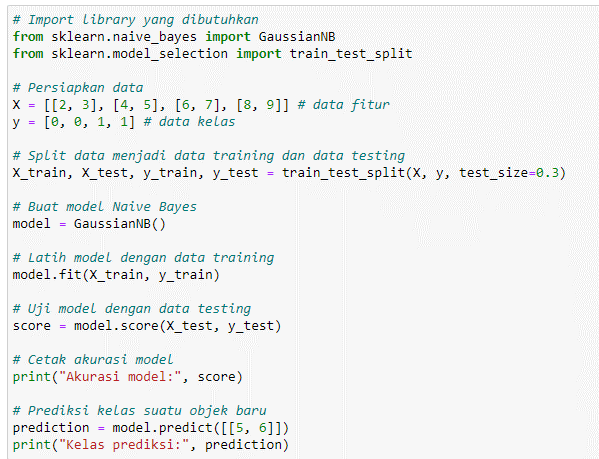 # Import library yang dibutuhkan
from sklearn.naive_bayes import GaussianNB
from sklearn.model_selection import train_test_split
# Persiapkan data
X = [[2, 3], [4, 5], [6, 7], [8, 9]] # data fitur
y = [0, 0, 1, 1] # data kelas
# Split data menjadi data training dan data testing
X_train, X_test, y_train, y_test = train_test_split(X, y, test_size=0.3)
# Buat model Naive Bayes
model = GaussianNB()
# Latih model dengan data training
model.fit(X_train, y_train)
# Uji model dengan data testing
score = model.score(X_test, y_test)
# Cetak akurasi model
print("Akurasi model:", score)
# Prediksi kelas suatu objek baru
prediction = model.predict([[5, 6]])
print("Kelas prediksi:", prediction)